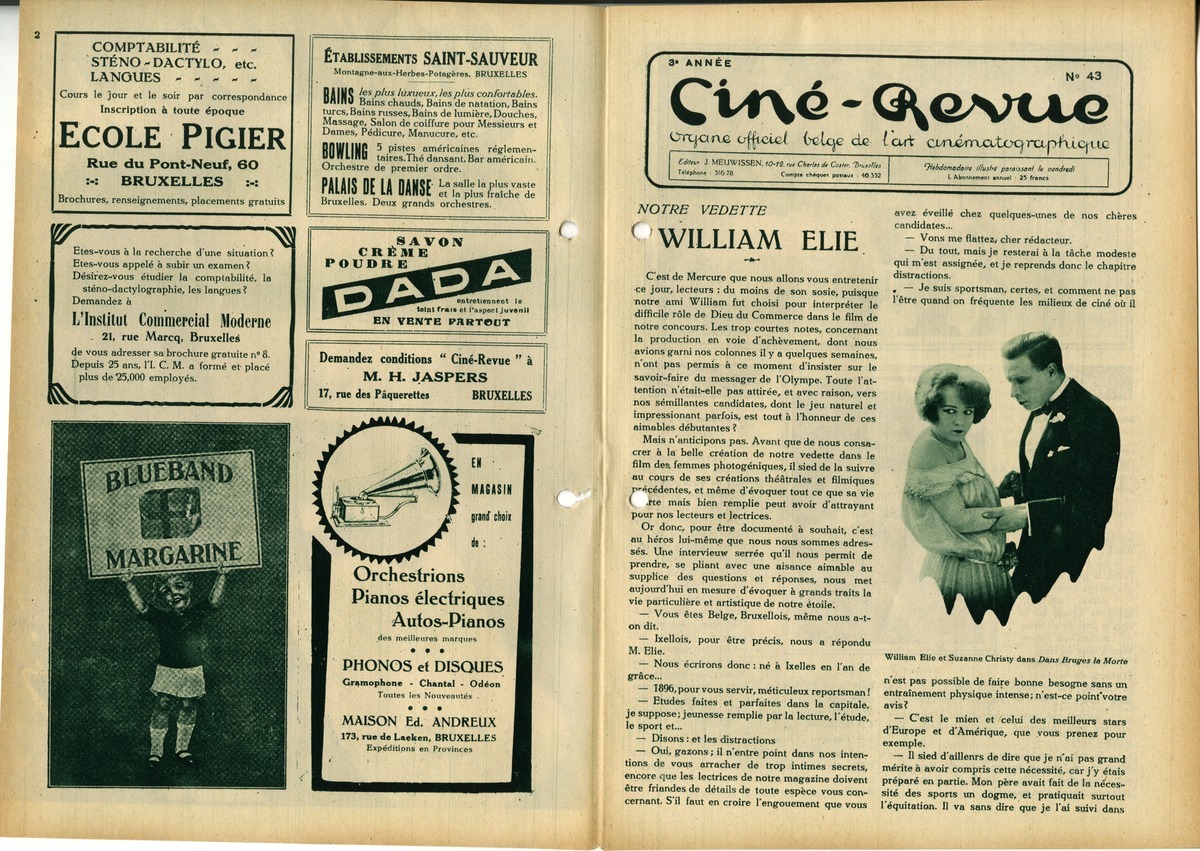 2
COMPTABILITÉ
STÉNO-DACTYLO, etc.
LANGUES
Cours le jour et le soir par correspondance
Inscription à toute époque
ECOLE PIGIER
Rue du Pont-Neuf, 60
BRUXELLES
Brochures, renseignements, placements gratuits
Etes-vous à la recherche d'une situation?
Etes-vous appelé à subir un examen?
Désirez-vous étudier la comptabilité, la
sténo-dactylographie, les langues?
Demandez à
L'Institut Commercial Moderne
21, rue Marcq, Bruxelles
de vous adresser sa brochure gratuite n° 8.
Depuis 25 ans, l'I. C. M. a formé et placé
plus de 25,000 employés.
BLUEBAND
MARGARINE
ÉTABLISSEMENTS SAINT-SAUVEUR
Montagne-aux-Herbes-Potagères, BRUXELLES
BAINS les plus luxueux, les plus confortables.
Bains chauds, Bains de natation, Bains
turcs, Bains russes, Bains de lumière, Douches,
Massage, Salon de coiffure pour Messieurs et
Dames, Pédicure, Manucure, etc.
BOWLING 5 pistes américaines réglemen-
taires. Thé dansant. Bar américain.
Orchestre de premier ordre.
PALAIS DE LA DANSE La salle la plus vaste
et la plus fraîche de
Bruxelles. Deux grands orchestres.
SAVON
CRÈME
POUDRE
DADA
entretiennent le
teint frais et l'aspect juvenil
EN VENTE PARTOUT
Demandez conditions " Ciné-Revue " à
M. H. JASPERS
17, rue des Pâquerettes BRUXELLES
EN
MAGASIN
grand choix
de :
Orchestrions
Pianos électriques
Autos-Pianos
des meilleures marques
PHONOS et DISQUES
Gramophone - Chantal - Odéon
Toutes les Nouveautés
MAISON Ed. ANDREUX
173, rue de Laeken, BRUXELLES
Expéditions en Provinces
3e ANNÉE
No 43
Ciné-Revue
Organe officiel belge de l'art cinématographique
Editeur J. MEUWISSEN, 10-12, rue Charles de Coster, Bruxelles
Téléphone : 316.78 Compte chèques postaux : 40.352
Hebdomadaire illustré paraissant le vendredi
L'Abonnement annuel : 25 francs
NOTRE VEDETTE
WILLIAM ELIE
C'est de Mercure que nous allons vous entretenir
ce jour, lecteurs : du moins de son sosie, puisque
notre ami William fut choisi pour interpréter le
difficile rôle de Dieu du Commerce dans le film de
notre concours. Les trop courtes notes, concernant
la production en voie d'achèvement, dont nous
avions garni nos colonnes il y a quelques semaines,
n'ont pas permis à ce moment d'insister sur le
savoir-faire du messager de l'Olympe. Toute l'at-
tention n'était-elle pas attirée, et avec raison, vers
nos sémillantes candidates, dont le jeu naturel et
impressionant parfois, est tout à l'honneur de ces
aimables débutantes ?
Mais n'anticipons pas. Avant que de nous consa-
crer à la belle création de notre vedette dans le
film des femmes photogéniques, il sied de la suivre
au cours de ses créations théâtrales et filmiques
précédentes, et même d'évoquer tout ce que sa vie
mais bien remplie peut avoir d'attrayant
pour nos lecteurs et lectrices.
Or donc, pour être documenté à souhait, c'est
au héros lui-même que nous nous sommes adres-
sés. Une intervieuw serrée qu'il nous permit de
prendre, se pliant avec une aisance aimable au
supplice des questions et réponses, nous met
aujourd'hui en mesure d'évoquer à grands traits la
vie particulière et artistique de notre étoile.
— Vous êtes Belge, Bruxellois, même nous a-t-
on dit.
— Ixellois, pour être précis, nous a répondu
M. Elie.
— Nous écrirons donc : né à Ixelles en l'an de
grâce...
— 1896, pour vous servir, méticuleux reportsman!
— Etudes faites et parfaites dans la capitale,
je suppose; jeunesse remplie par la lecture, l'étude,
le sport et...
— Disons : et les distractions
— Oui, gazons; il n'entre point dans nos inten-
tions de vous arracher de trop intimes secrets,
encore que les lectrices de notre magazine doivent
être friandes de détails de toute espèce vous con-
cernant. S'il faut en croire l'engouement que vous
avez éveillé chez quelques-unes de nos chères
candidates...
— Vons me flattez, cher rédacteur.
— Du tout, mais je resterai à la tâche modeste
qui m'est assignée, et je reprends donc le chapitre
distractions.
— Je suis sportsman, certes, et comment ne pas
l'être quand on fréquente les milieux de ciné où il
William Elie et Suzanne Christy dans Dans Bruges la Morte
n'est pas possible de faire bonne besogne sans un
entraînement physique intense; n'est-ce point votre
avis?
— C'est le mien et celui des meilleurs stars
d'Europe et d'Amérique, que vous prenez pour
exemple.
— Il sied d'aillenrs de dire que je n'ai pas grand
mérite à avoir compris cette nécessité, car j'y étais
préparé en partie. Mon père avait fait de la néces-
sité des sports un dogme, et pratiquait surtout
l'équitation. Il va sans dire que je l'ai suivi dans